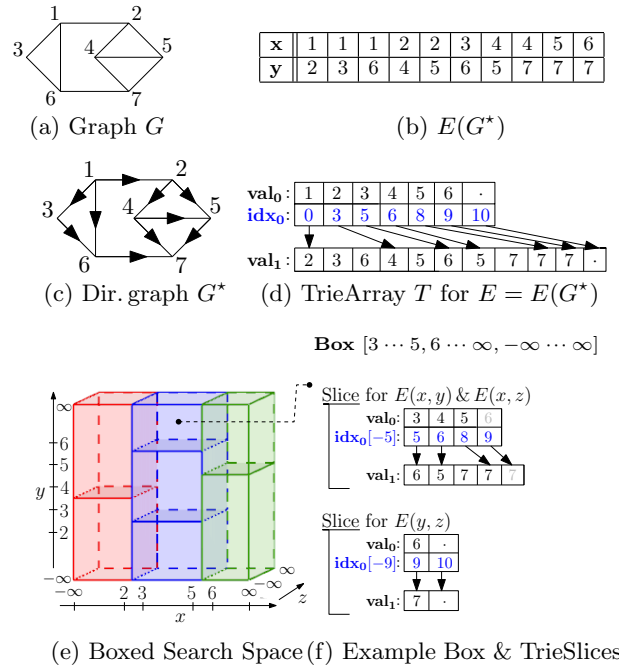 1 2
3 4 5
6 7
(a) Graph G
x 1 1 1 2 2 3 4 4 5 6
y 2 3 6 4 5 6 5 7 7 7
(b) E(G⋆)
1 2
3 4 5
6 7
(c) Dir. graph G⋆
val₀: 1 2 3 4 5 6 ·
idx₀: 0 3 5 6 8 9 10
val₁: 2 3 6 4 5 6 5 7 7 7 ·
(d) TrieArray T for E = E(G⋆)
Box [3 ⋯ 5, 6 ⋯ ∞, −∞ ⋯ ∞]
∞
6
5
y 4
3
2
−∞
−∞ 2 3 5 6 ∞
x
−∞ ∞
z
(e) Boxed Search Space
Slice for E(x, y) & E(x, z)
val₀: 3 4 5 6
idx₀[−5]: 5 6 8 9
val₁: 6 5 7 7 7
Slice for E(y, z)
val₀: 6 ·
idx₀[−9]: 9 10
val₁: 7 ·
(f) Example Box & TrieSlices